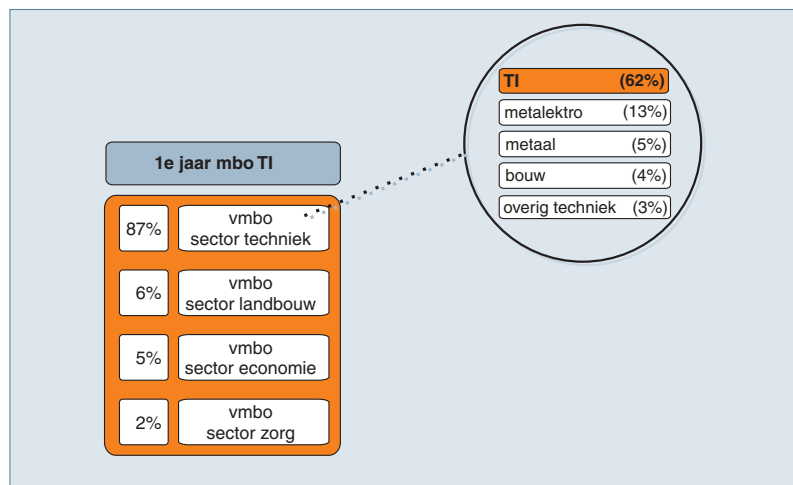 1e jaar mbo TI
87%
vmbo
sector techniek
6%
vmbo
sector landbouw
5%
vmbo
sector economie
2%
vmbo
sector zorg
TI (62%)
metalektro (13%)
metaal (5%)
bouw (4%)
overig techniek (3%)